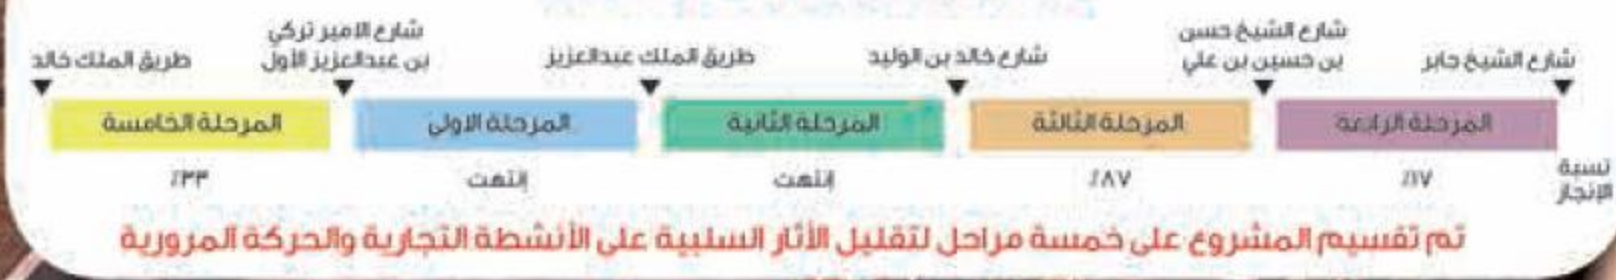 شارع الشيخ جابر
شارع الشيخ حسن
بن حسين بن علي
شارع خالد بن الوليد
طريق الملك عبدالعزيز
شارع الامير تركي
بن عبدالعزيز الأول
طريق الملك خالد
المرحلة الرابعة
المرحلة الثالثة
المرحلة الثانية
المرحلة الاولى
المرحلة الخامسة
نسبة
الإنجاز
٪١٧
٪٨٧
إنتهت
إنتهت
٪٣٣
تم تقسيم المشروع على خمسة مراحل لتقليل الأثار السلبية على الأنشطة التجارية والحركة المرورية